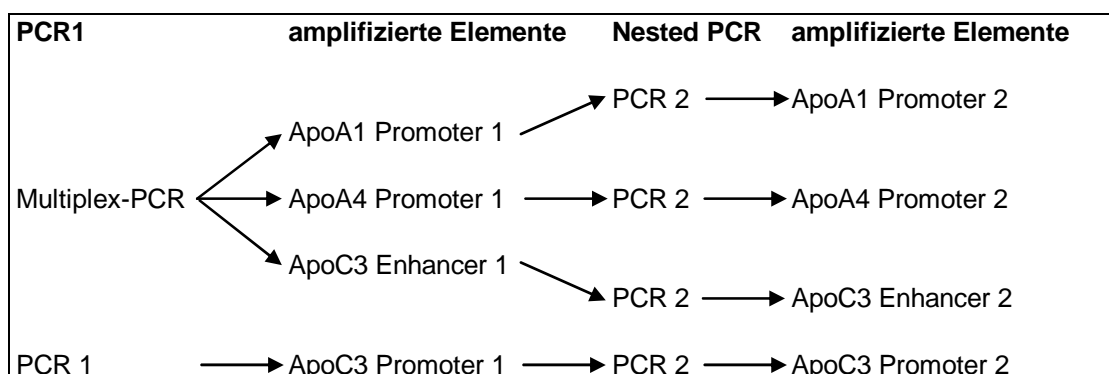 PCR1 amplifizierte Elemente Nested PCR amplifizierte Elemente
PCR 2 ApoA1 Promoter 2
ApoA1 Promoter 1
Multiplex-PCR ApoA4 Promoter 1 PCR 2 ApoA4 Promoter 2
ApoC3 Enhancer 1
PCR 2 ApoC3 Enhancer 2
PCR 1 ApoC3 Promoter 1 PCR 2 ApoC3 Promoter 2